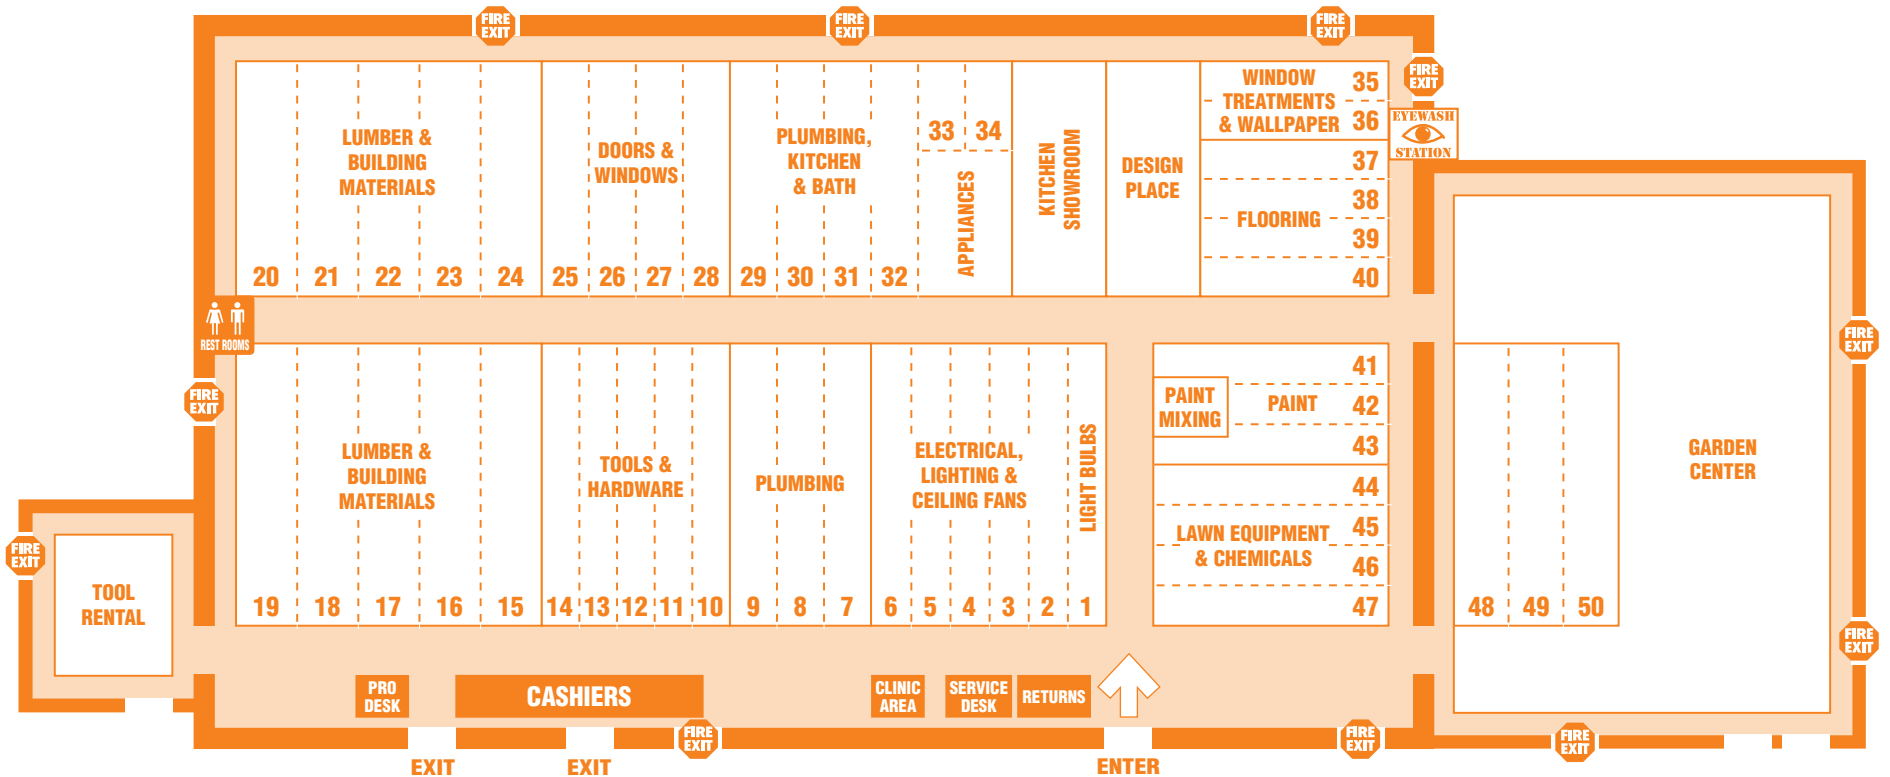 FIRE
EXIT
FIRE
EXIT
FIRE
EXIT
FIRE
EXIT
EYEWASH
STATION
LUMBER &
BUILDING
MATERIALS
20 21 22 23 24
DOORS &
WINDOWS
25 26 27 28
PLUMBING,
KITCHEN
& BATH
29 30 31 32
33 34
APPLIANCES
KITCHEN
SHOWROOM
DESIGN
PLACE
WINDOW
TREATMENTS
& WALLPAPER
35
36
FLOORING
37
38
39
40
REST ROOMS
FIRE
EXIT
LUMBER &
BUILDING
MATERIALS
19 18 17 16 15
TOOLS &
HARDWARE
14 13 12 11 10
PLUMBING
9 8 7
ELECTRICAL,
LIGHTING &
CEILING FANS
6 5 4 3 2 1
LIGHT BULBS
PAINT
MIXING
PAINT
41
42
43
LAWN EQUIPMENT
& CHEMICALS
44
45
46
47
48 49 50
GARDEN
CENTER
FIRE
EXIT
FIRE
EXIT
FIRE
EXIT
TOOL
RENTAL
PRO
DESK
CASHIERS
CLINIC
AREA
SERVICE
DESK
RETURNS
FIRE
EXIT
FIRE
EXIT
FIRE
EXIT
EXIT
EXIT
ENTER